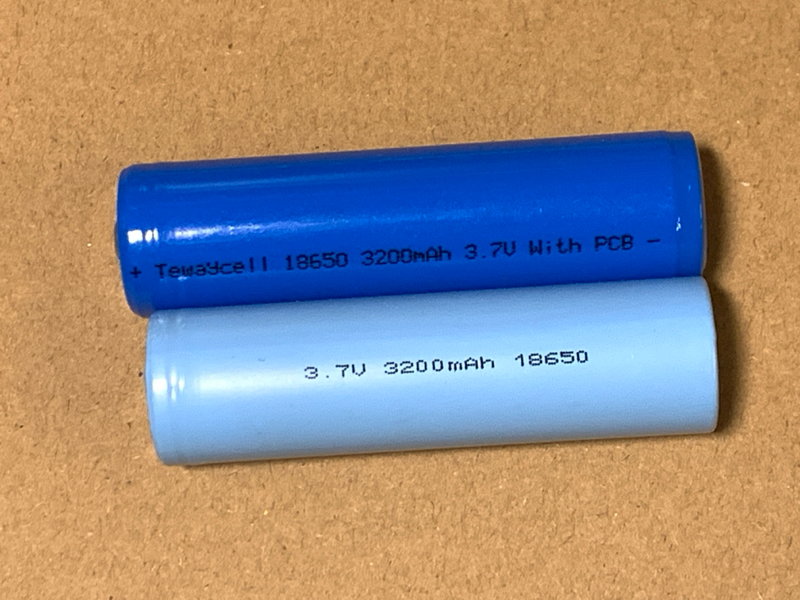 + Tewaycell 18650 3200mAh 3.7V With PCB -
3.7V 3200mAh 18650